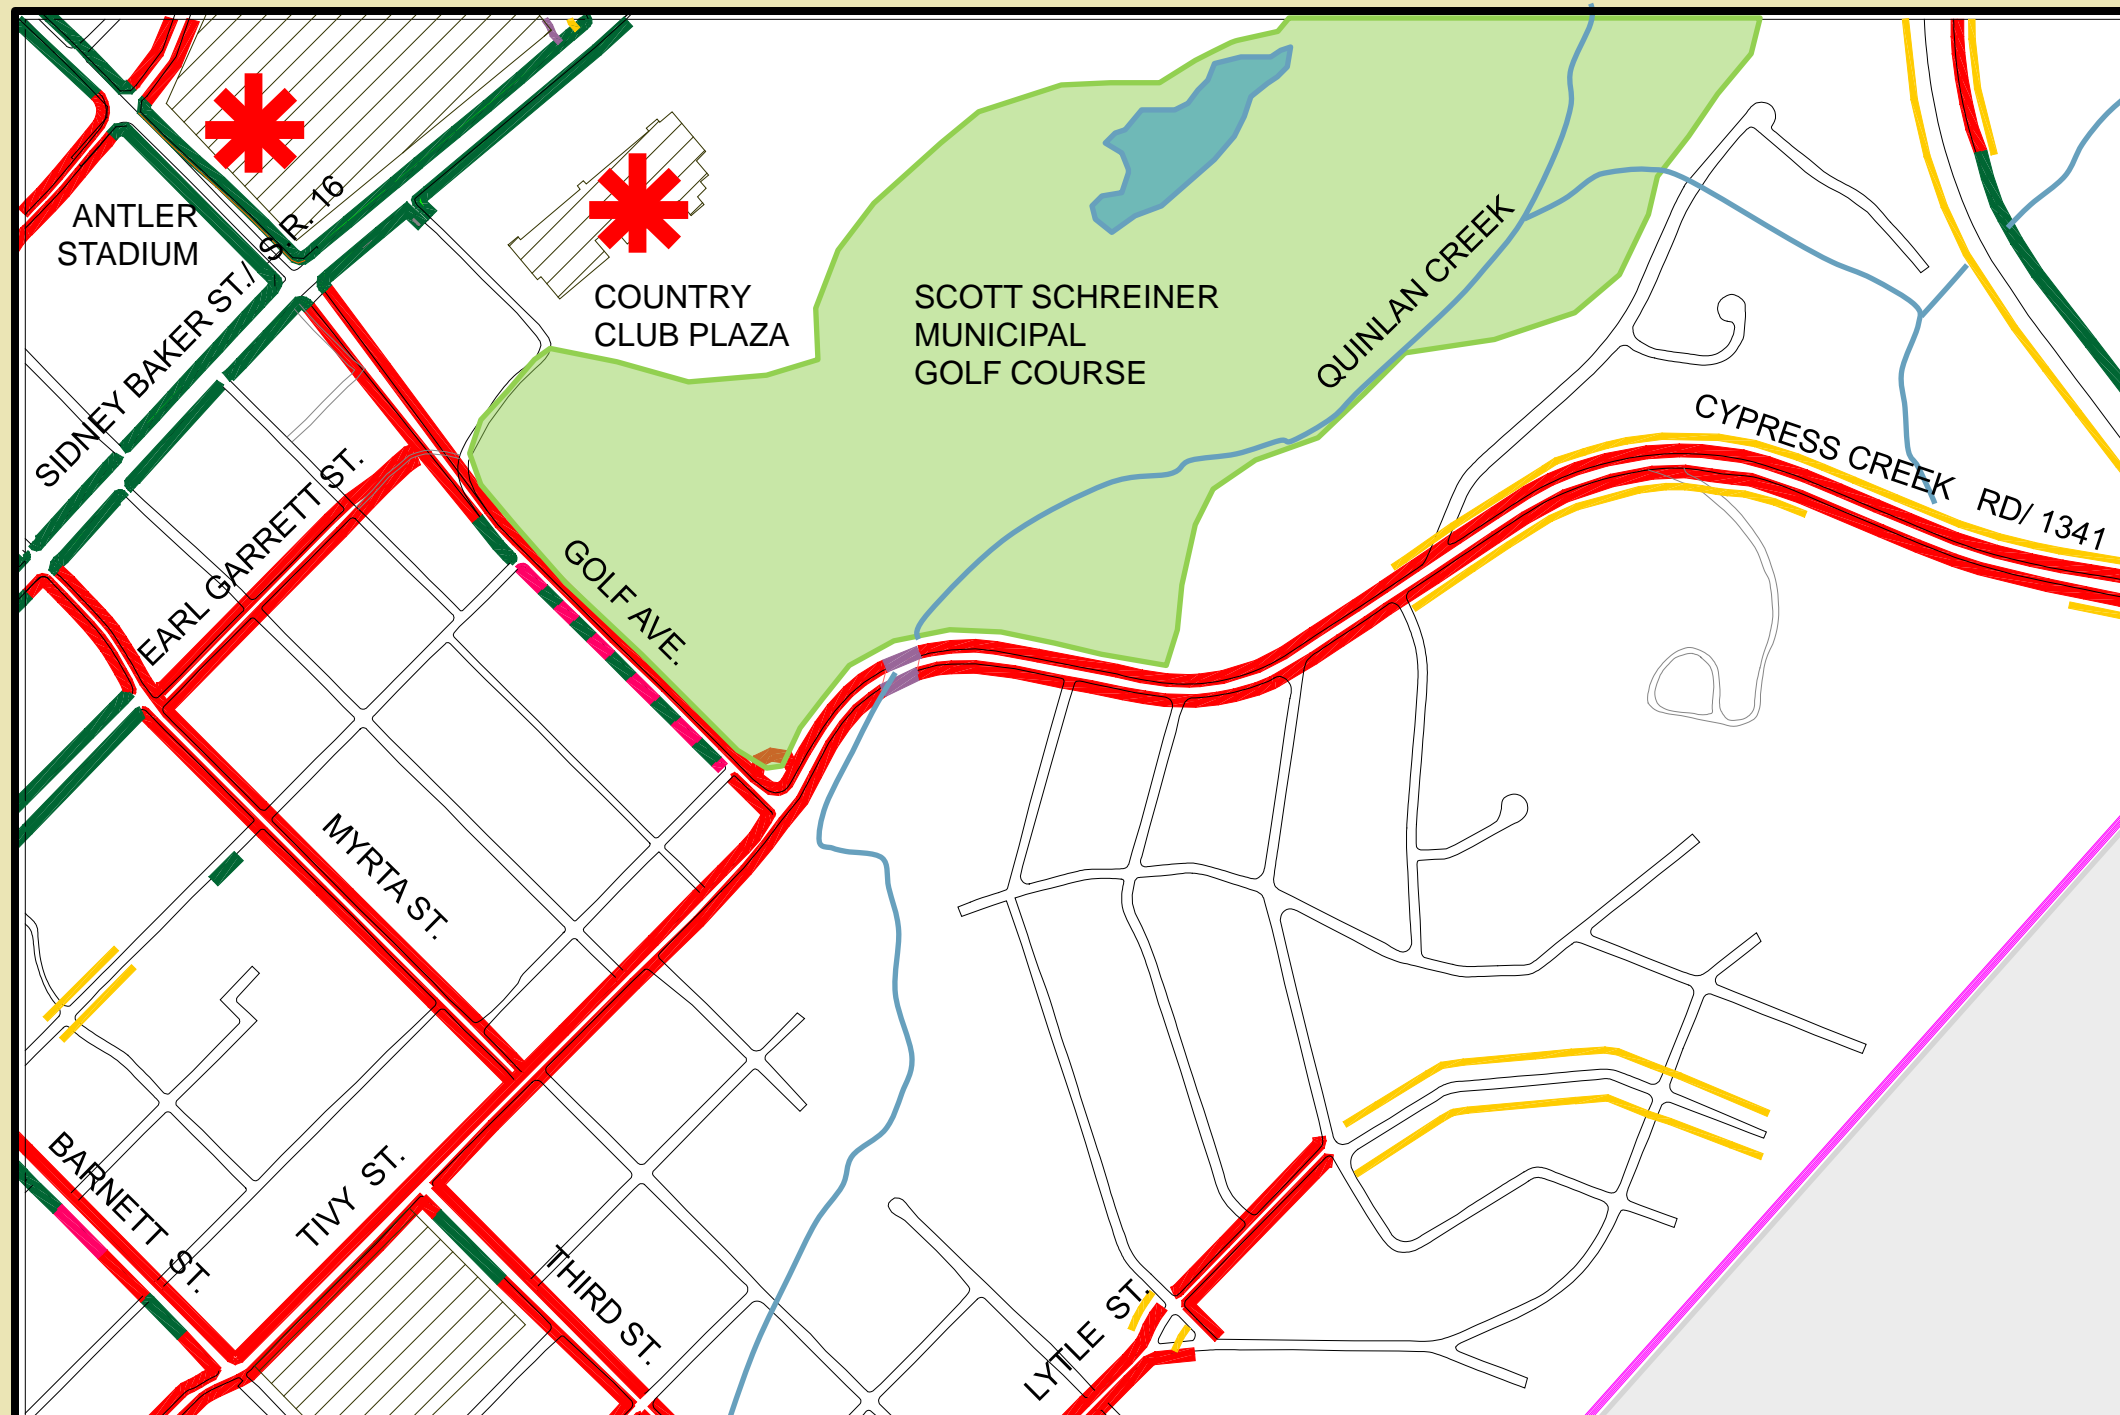 ANTLER
STADIUM
SIDNEY BAKER ST./ S.R. 16
COUNTRY
CLUB PLAZA
SCOTT SCHREINER
MUNICIPAL
GOLF COURSE
QUINLAN CREEK
CYPRESS CREEK RD/ 1341
EARL GARRETT ST.
GOLF AVE.
MYRTA ST.
BARNETT ST.
TIVY ST.
THIRD ST.
LYTLE ST.